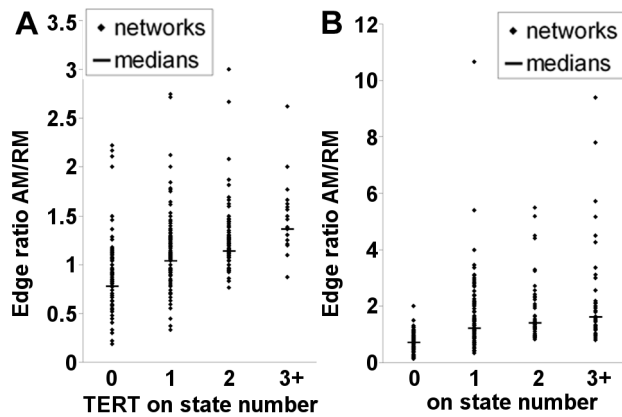 A
networks
medians
Edge ratio AM/RM
3.5
3
2.5
2
1.5
1
0.5
0
0 1 2 3+
TERT on state number
B
networks
medians
Edge ratio AM/RM
12
10
8
6
4
2
0
0 1 2 3+
on state number